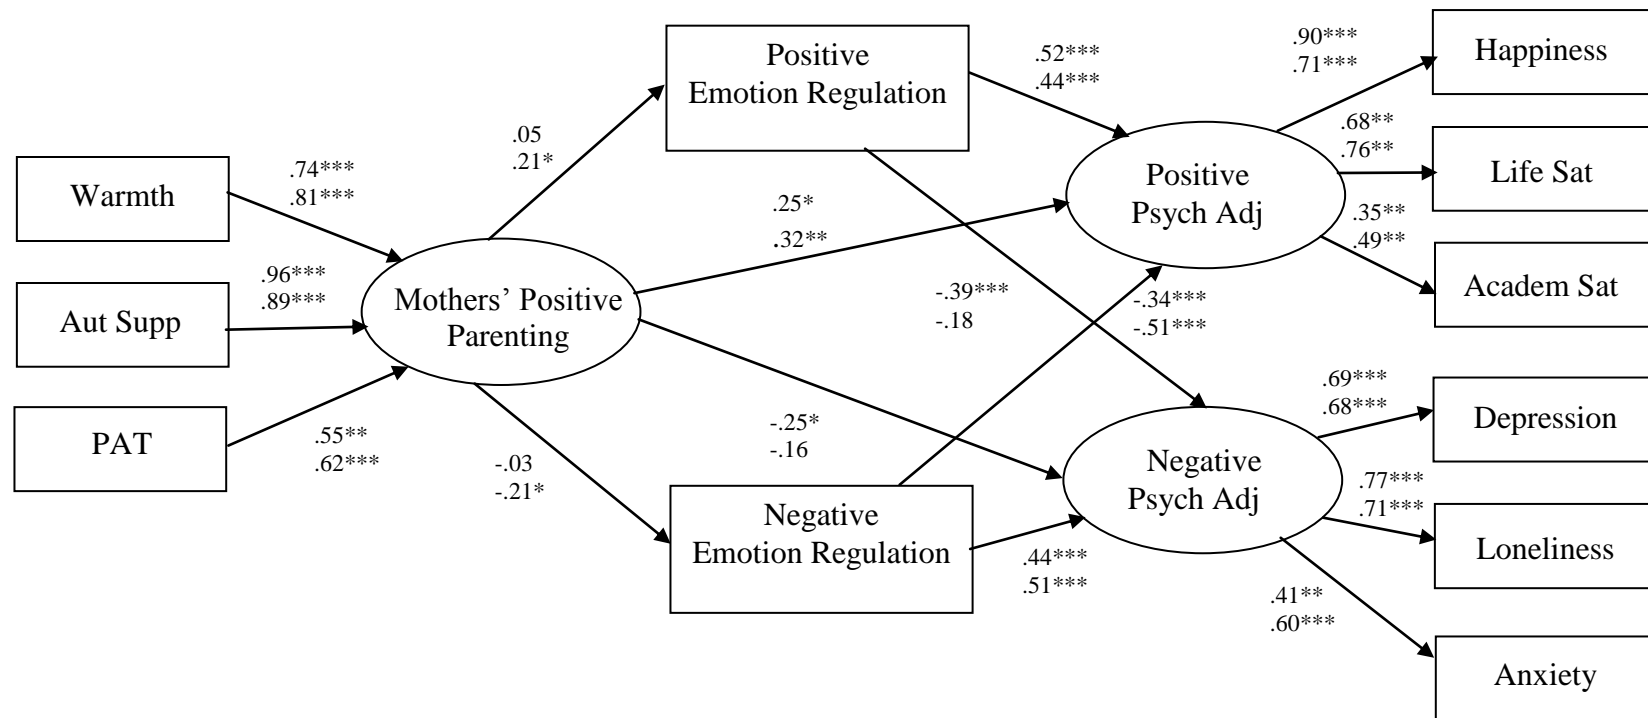 Warmth
Aut Supp
PAT
.74***
.81***
.96***
.89***
.55**
.62***
Mothers' Positive
Parenting
.05
.21*
-.03
-.21*
Positive
Emotion Regulation
Negative
Emotion Regulation
.52***
.44***
.25*
.32**
-.39***
-.18
-.34***
-.51***
-.25*
-.16
.44***
.51***
Positive
Psych Adj
Negative
Psych Adj
.90***
.71***
.68**
.76**
.35**
.49**
.69***
.68***
.77***
.71***
.41**
.60***
Happiness
Life Sat
Academ Sat
Depression
Loneliness
Anxiety